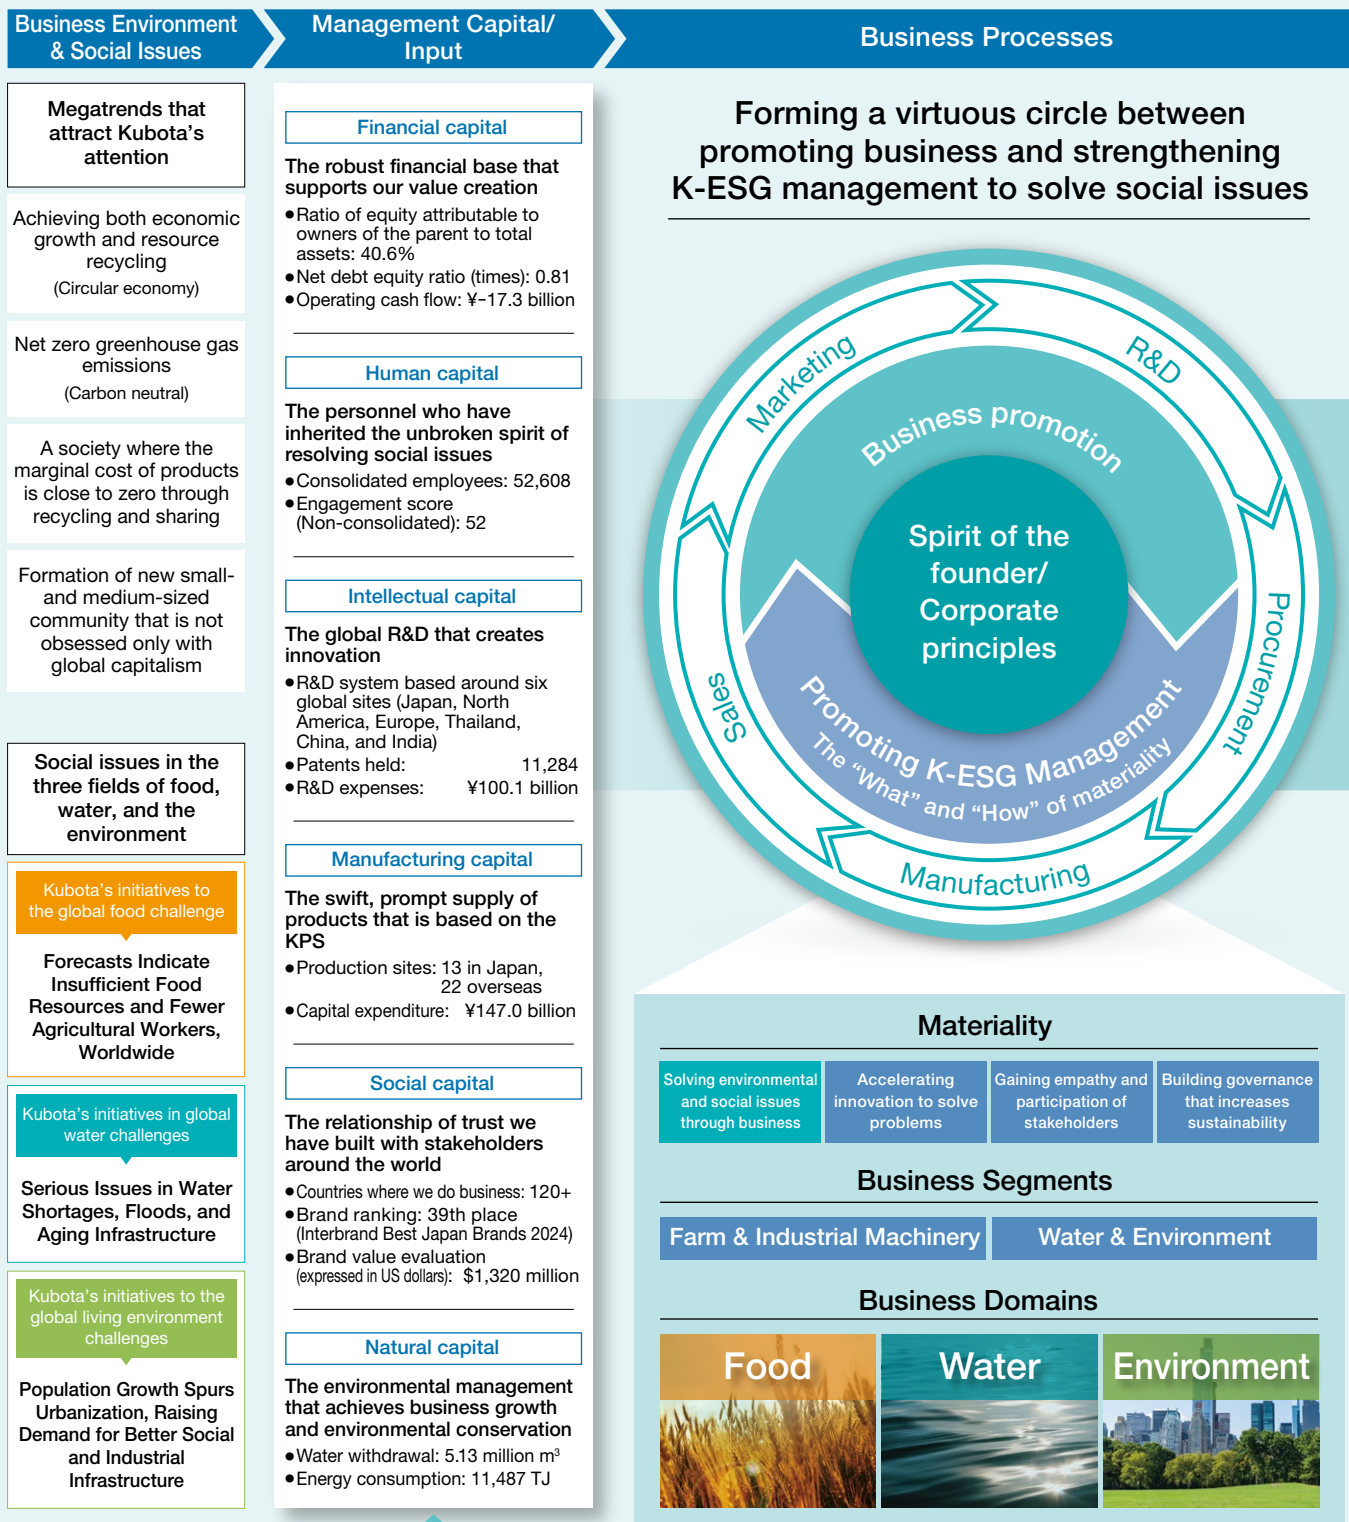 Business Environment
& Social Issues
Management Capital/
Input
Business Processes
Megatrends that
attract Kubota's
attention
Achieving both economic
growth and resource
recycling
(Circular economy)
Net zero greenhouse gas
emissions
(Carbon neutral)
A society where the
marginal cost of products
is close to zero through
recycling and sharing
Formation of new small-
and medium-sized
community that is not
obsessed only with
global capitalism
Social issues in the
three fields of food,
water, and the
environment
Kubota's initiatives to
the global food challenge
Forecasts Indicate
Insufficient Food
Resources and Fewer
Agricultural Workers,
Worldwide
Kubota's initiatives in global
water challenges
Serious Issues in Water
Shortages, Floods, and
Aging Infrastructure
Kubota's initiatives to the
global living environment
challenges
Population Growth Spurs
Urbanization, Raising
Demand for Better Social
and Industrial
Infrastructure
Financial capital
The robust financial base that
supports our value creation
●Ratio of equity attributable to
owners of the parent to total
assets: 40.6%
●Net debt equity ratio (times): 0.81
●Operating cash flow: ¥−17.3 billion
Human capital
The personnel who have
inherited the unbroken spirit of
resolving social issues
●Consolidated employees: 52,608
●Engagement score
(Non-consolidated): 52
Intellectual capital
The global R&D that creates
innovation
●R&D system based around six
global sites (Japan, North
America, Europe, Thailand,
China, and India)
●Patents held: 11,284
●R&D expenses: ¥100.1 billion
Manufacturing capital
The swift, prompt supply of
products that is based on the
KPS
●Production sites: 13 in Japan,
22 overseas
●Capital expenditure: ¥147.0 billion
Social capital
The relationship of trust we
have built with stakeholders
around the world
●Countries where we do business: 120+
●Brand ranking: 39th place
(Interbrand Best Japan Brands 2024)
●Brand value evaluation
(expressed in US dollars): $1,320 million
Natural capital
The environmental management
that achieves business growth
and environmental conservation
●Water withdrawal: 5.13 million m³
●Energy consumption: 11,487 TJ
Forming a virtuous circle between
promoting business and strengthening
K-ESG management to solve social issues
Marketing
R&D
Procurement
Manufacturing
Sales
Business promotion
Spirit of the
founder/
Corporate
principles
Promoting K-ESG Management
The “What” and “How” of materiality
Materiality
Solving environmental
and social issues
through business
Accelerating
innovation to solve
problems
Gaining empathy and
participation of
stakeholders
Building governance
that increases
sustainability
Business Segments
Farm & Industrial Machinery
Water & Environment
Business Domains
Food
Water
Environment